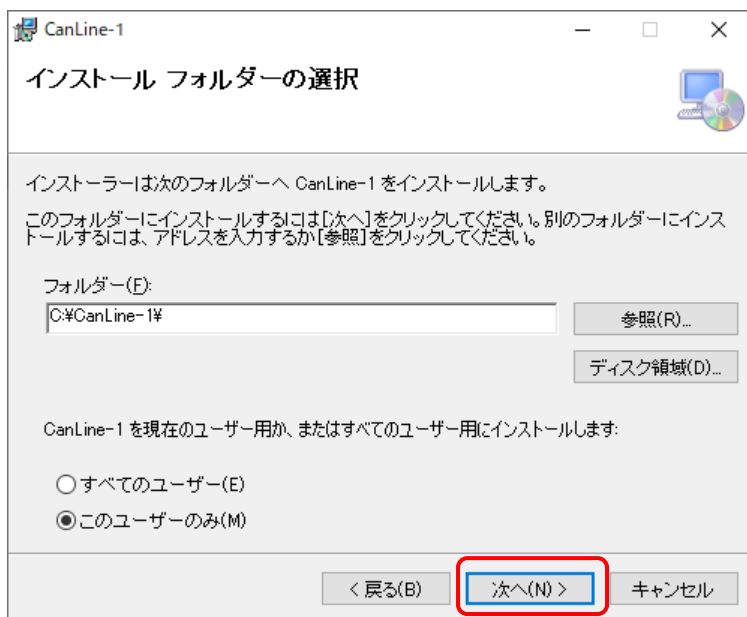 CanLine-1
インストール フォルダーの選択
インストーラーは次のフォルダーへ CanLine-1 をインストールします。
このフォルダーにインストールするには[次へ]をクリックしてください。別のフォルダーにインス
トールするには、アドレスを入力するか[参照]をクリックしてください。
フォルダー(F):
C:¥CanLine-1¥
参照(R)...
ディスク領域(D)...
CanLine-1 を現在のユーザー用か、またはすべてのユーザー用にインストールします:
すべてのユーザー(E)
このユーザーのみ(M)
< 戻る(B)
次へ(N) >
キャンセル